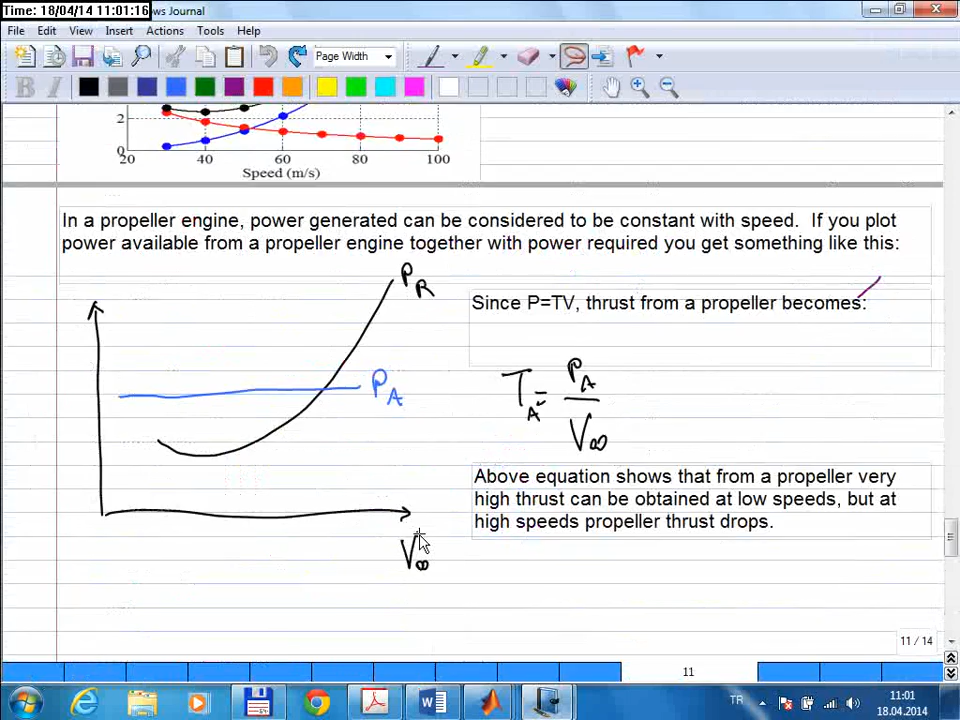 Time: 18/04/14 11:01:16
ws Journal
File Edit View Insert Actions Tools Help
Page Width
B I
2
0
20 40 60 80 100
Speed (m/s)
In a propeller engine, power generated can be considered to be constant with speed. If you plot
power available from a propeller engine together with power required you get something like this:
P R
Since P=TV, thrust from a propeller becomes:
P A
T A = P A
V∞
Above equation shows that from a propeller very
high thrust can be obtained at low speeds, but at
high speeds propeller thrust drops.
V∞
11 / 14
11
TR
11:01
18.04.2014